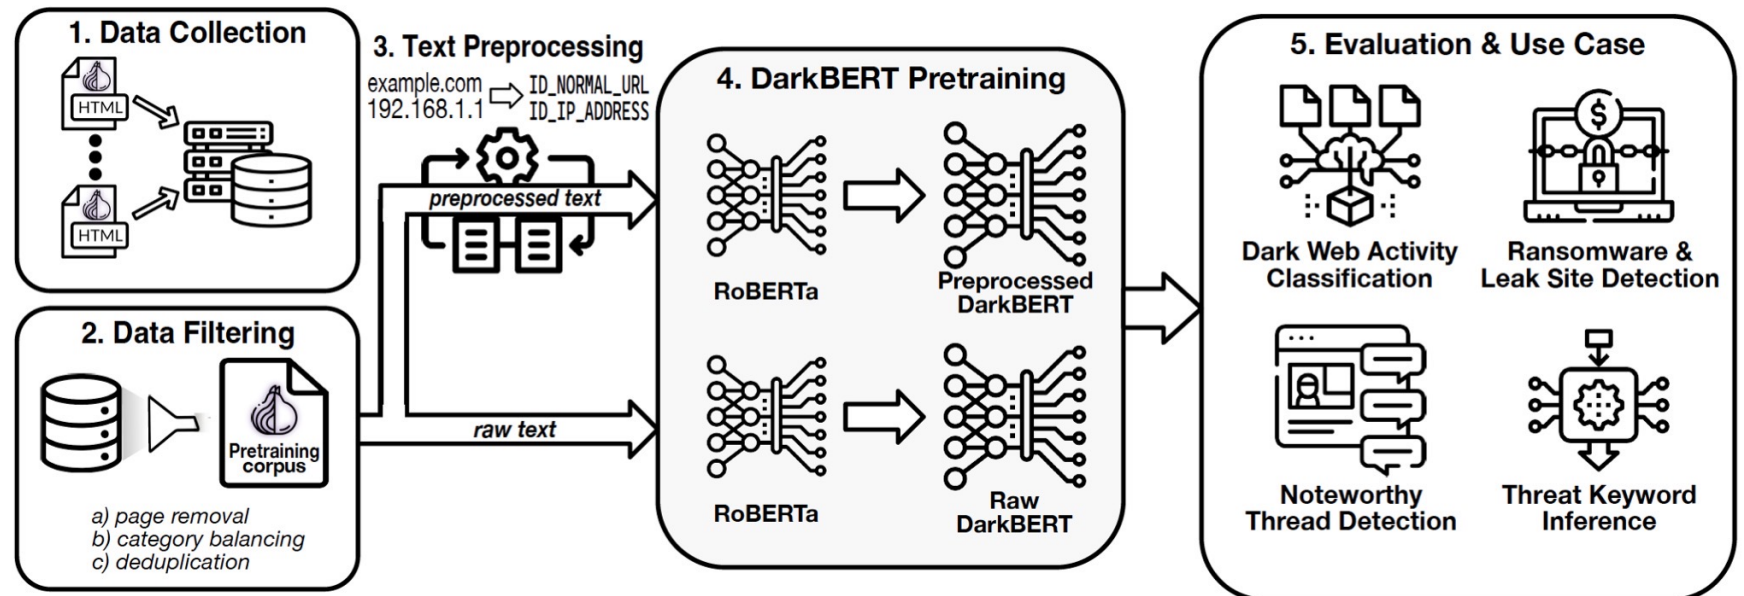 1. Data Collection
HTML
HTML
2. Data Filtering
Pretraining
corpus
a) page removal
b) category balancing
c) deduplication
3. Text Preprocessing
example.com
192.168.1.1
ID_NORMAL_URL
ID_IP_ADDRESS
preprocessed text
raw text
4. DarkBERT Pretraining
RoBERTa
Preprocessed
DarkBERT
RoBERTa
Raw
DarkBERT
5. Evaluation & Use Case
$
Dark Web Activity
Classification
Ransomware &
Leak Site Detection
Noteworthy
Thread Detection
Threat Keyword
Inference